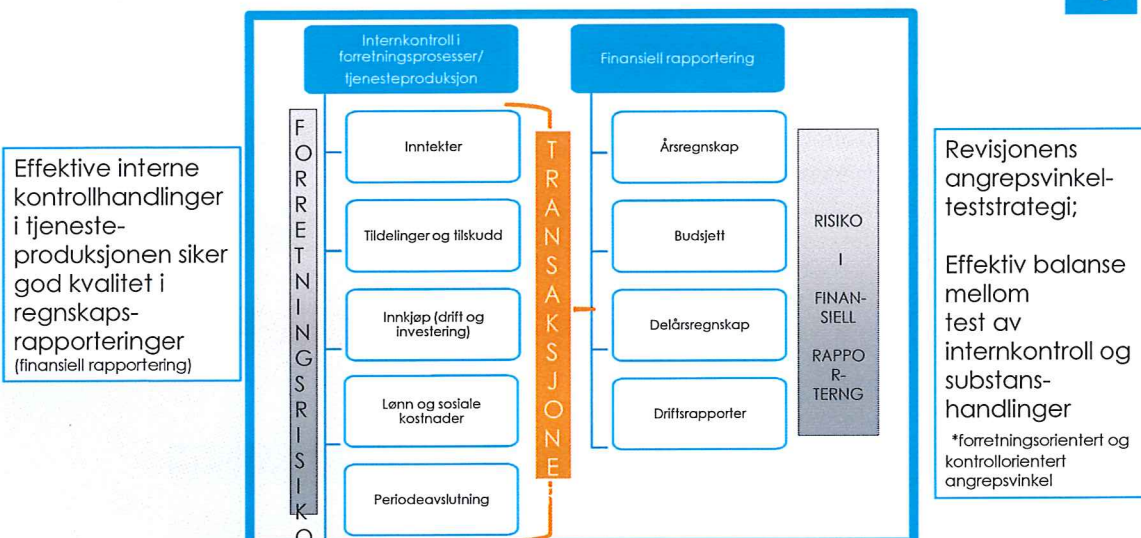 Internkontroll i
forretningsprosesser/
tjenesteproduksjon
Finansiell rapportering
Effektive interne
kontrollhandlinger
i tjeneste-
produksjonen siker
god kvalitet i
regnskaps-
rapporteringer
(finansiell rapportering)
FORRETNINGSRISIKO
Inntekter
Tildelinger og tilskudd
Innkjøp (drift og
investering)
Lønn og sosiale
kostnader
Periodeavslutning
TRANSAKSJONER
Årsregnskap
Budsjett
Delårsregnskap
Driftsrapporter
RISIKO
I
FINAN-
SIELL
RAPPO
R-
TERNG
Revisjonens
angrepsvinkel-
teststrategi;
Effektiv balanse
mellom
test av
internkontroll og
substans-
handlinger
*forretningsorientert og
kontrollorientert
angrepsvinkel